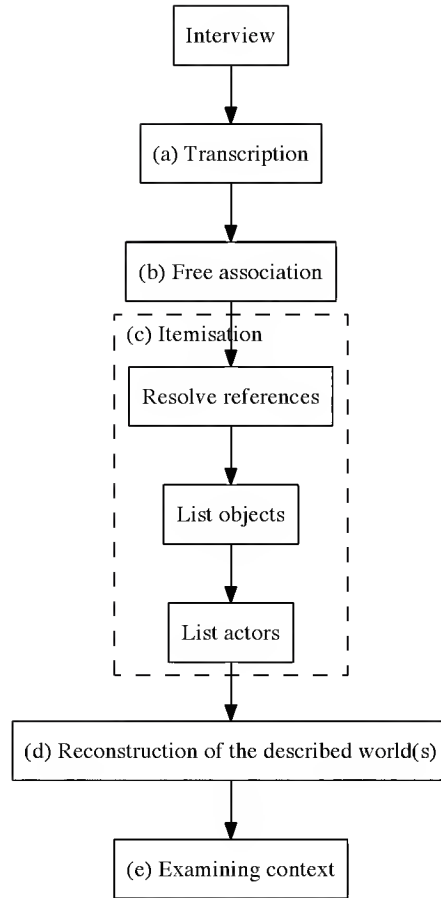 Interview
(a) Transcription
(b) Free association
(c) Itemisation
Resolve references
List objects
List actors
(d) Reconstruction of the described world(s)
(e) Examining context